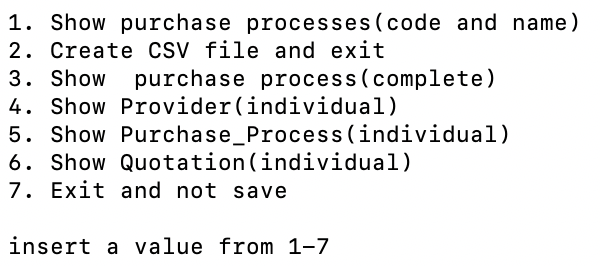 1. Show purchase processes(code and name)
2. Create CSV file and exit
3. Show  purchase process(complete)
4. Show Provider(individual)
5. Show Purchase_Process(individual)
6. Show Quotation(individual)
7. Exit and not save
insert a value from 1-7